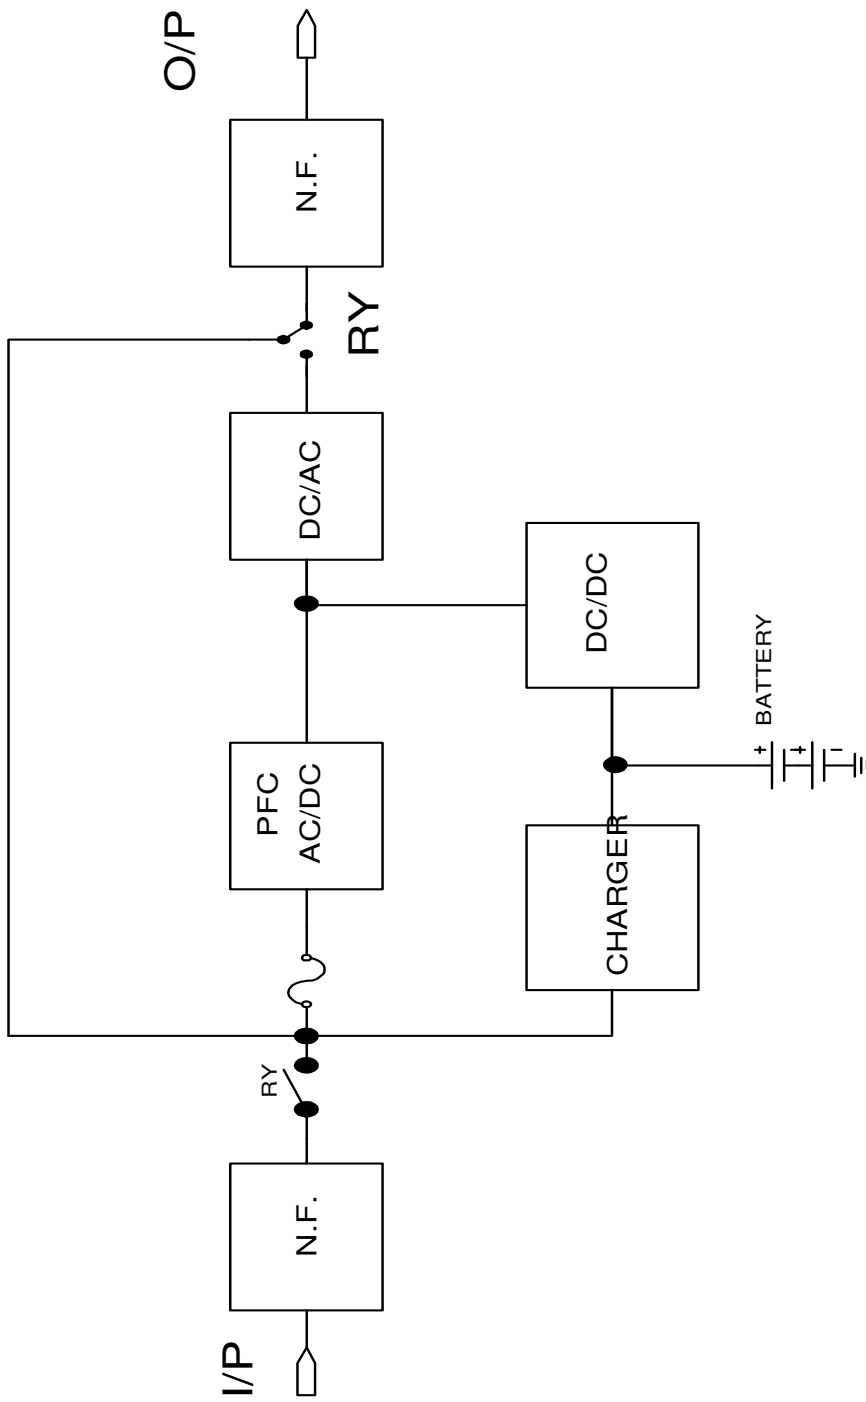 I/P
N.F.
RY
PFC
AC/DC
DC/AC
RY
N.F.
O/P
CHARGER
DC/DC
BATTERY
+
+
−